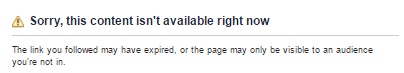 Sorry, this content isn't available right now
The link you followed may have expired, or the page may only be visible to an audience
you're not in.